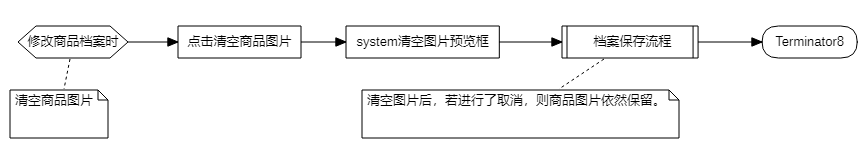 修改商品档案时
点击清空商品图片
system清空图片预览框
档案保存流程
Terminator8
清空商品图片
清空图片后，若进行了取消，则商品图片依然保留。